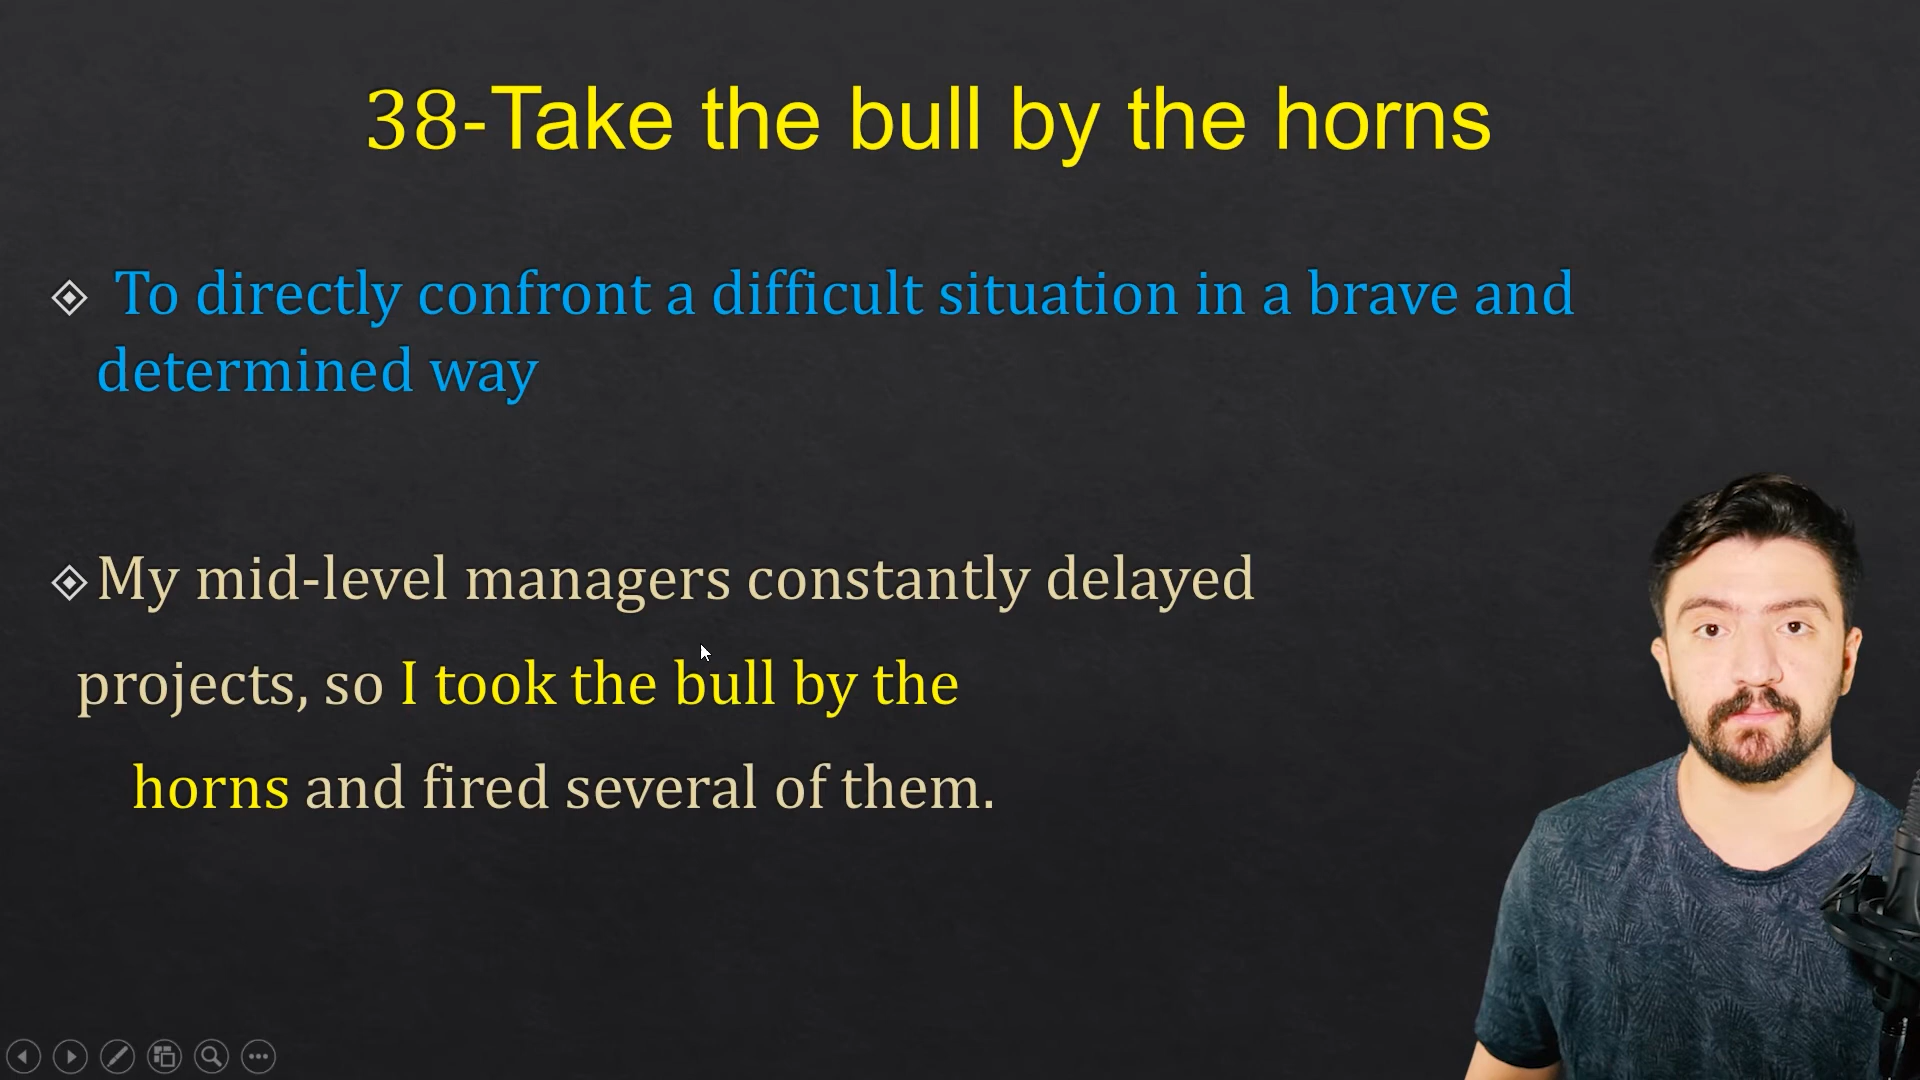 38-Take the bull by the horns
To directly confront a difficult situation in a brave and
determined way
My mid-level managers constantly delayed
projects, so I took the bull by the
horns and fired several of them.